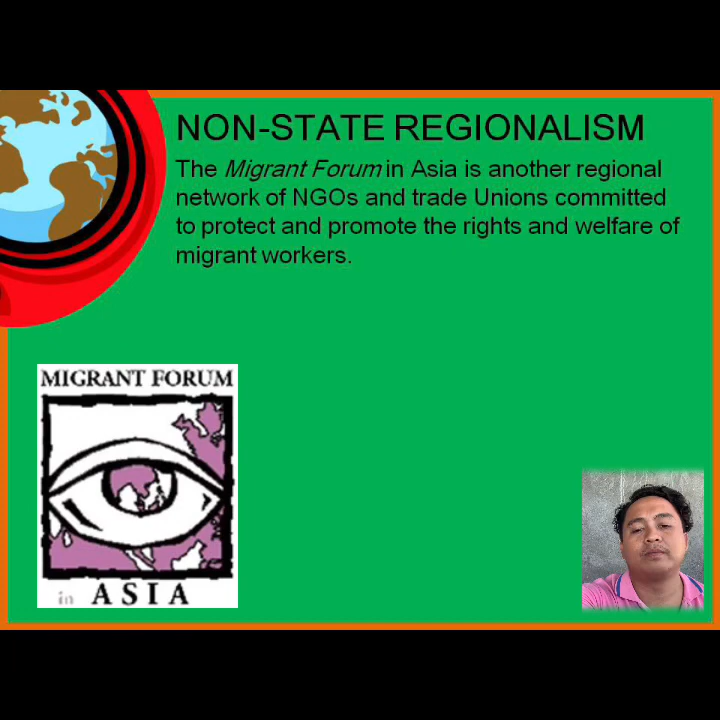 NON-STATE REGIONALISM
The Migrant Forum in Asia is another regional
network of NGOs and trade Unions committed
to protect and promote the rights and welfare of
migrant workers.
MIGRANT FORUM
in ASIA